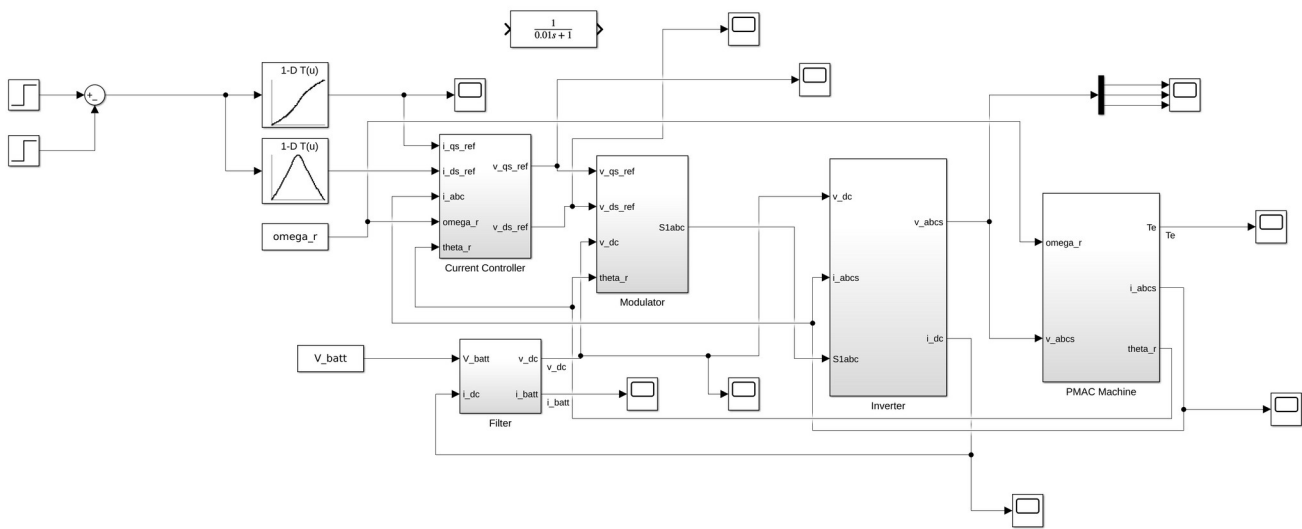 1
0.01s + 1
1-D T(u)
+
−
i_qs_ref
i_ds_ref
i_abc
omega_r
theta_r
v_qs_ref
v_ds_ref
Current Controller
1-D T(u)
omega_r
v_qs_ref
v_ds_ref
v_dc
theta_r
S1abc
Modulator
v_dc
i_abcs
S1abc
v_abcs
i_dc
Inverter
omega_r
v_abcs
Te
i_abcs
theta_r
Te
PMAC Machine
V_batt
V_batt
i_dc
v_dc
i_batt
v_dc
i_batt
Filter